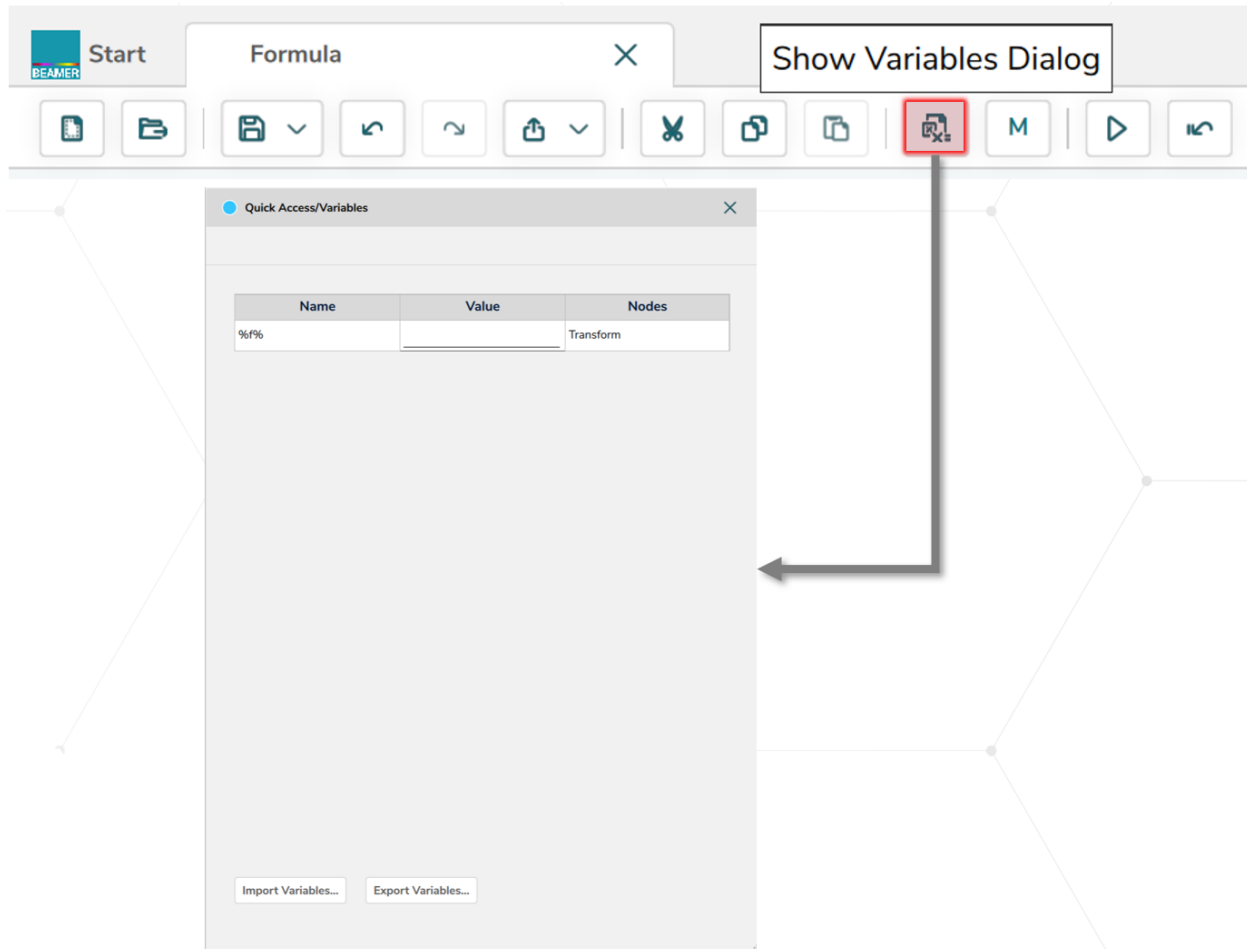 Start
Formula
Show Variables Dialog
BEAMER
M
Quick Access/Variables
Name Value Nodes
%f% Transform
Import Variables... Export Variables...